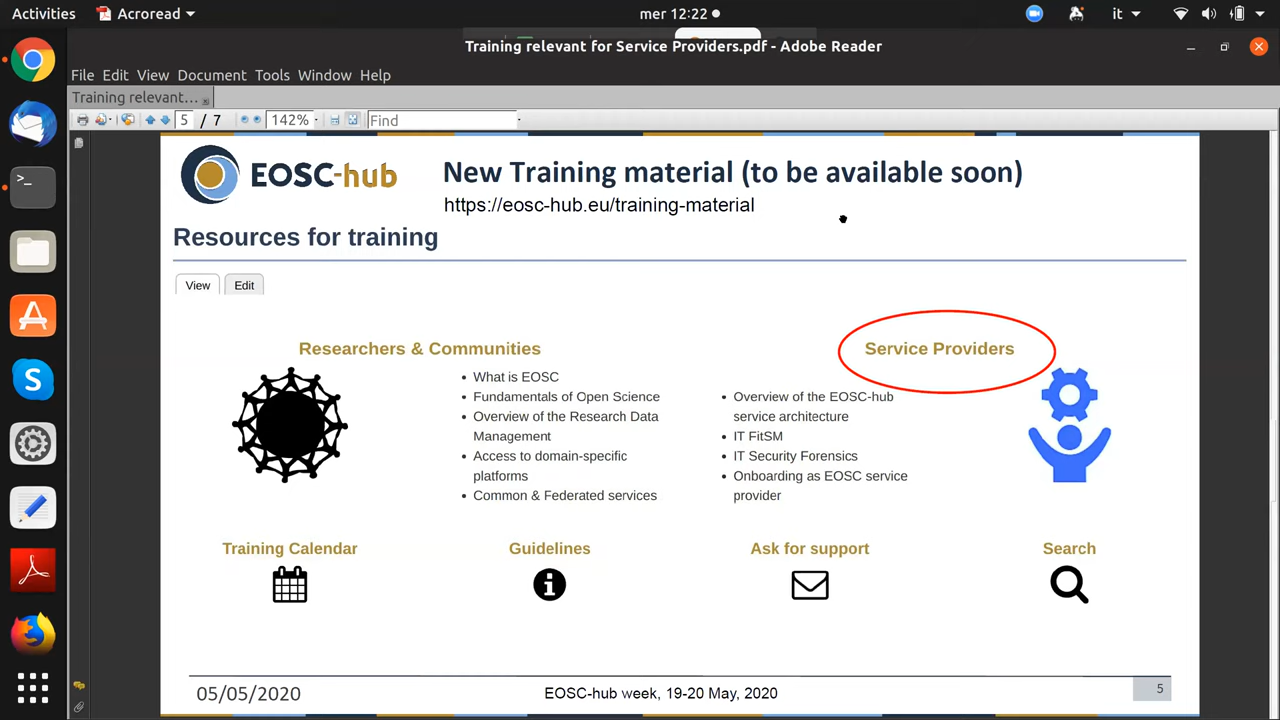 Activities
Acroread
mer 12:22
it
Training relevant for Service Providers.pdf - Adobe Reader
File Edit View Document Tools Window Help
Training relevant...
5 / 7
142%
Find
EOSC-hub
New Training material (to be available soon)
https://eosc-hub.eu/training-material
Resources for training
View
Edit
Researchers & Communities
• What is EOSC
• Fundamentals of Open Science
• Overview of the Research Data
Management
• Access to domain-specific
platforms
• Common & Federated services
Service Providers
• Overview of the EOSC-hub
service architecture
• IT FitSM
• IT Security Forensics
• Onboarding as EOSC service
provider
Training Calendar
Guidelines
Ask for support
Search
05/05/2020
EOSC-hub week, 19-20 May, 2020
5